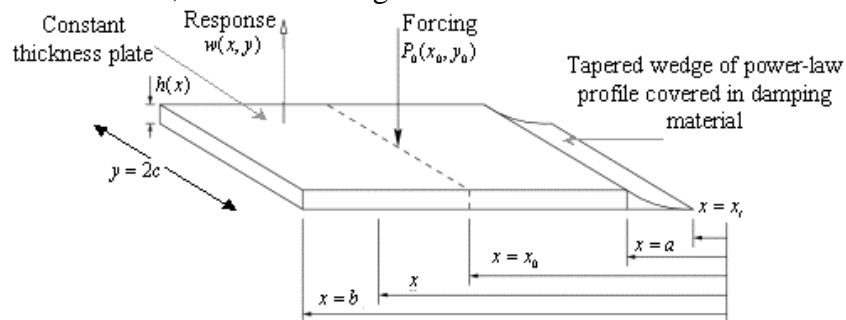 Constant
thickness plate
Response
w(x, y)
Forcing
P₀(x₀, y₀)
Tapered wedge of power-law
profile covered in damping
material
h(x)
y = 2c
x = xₜ
x = a
x = x₀
x
x = b